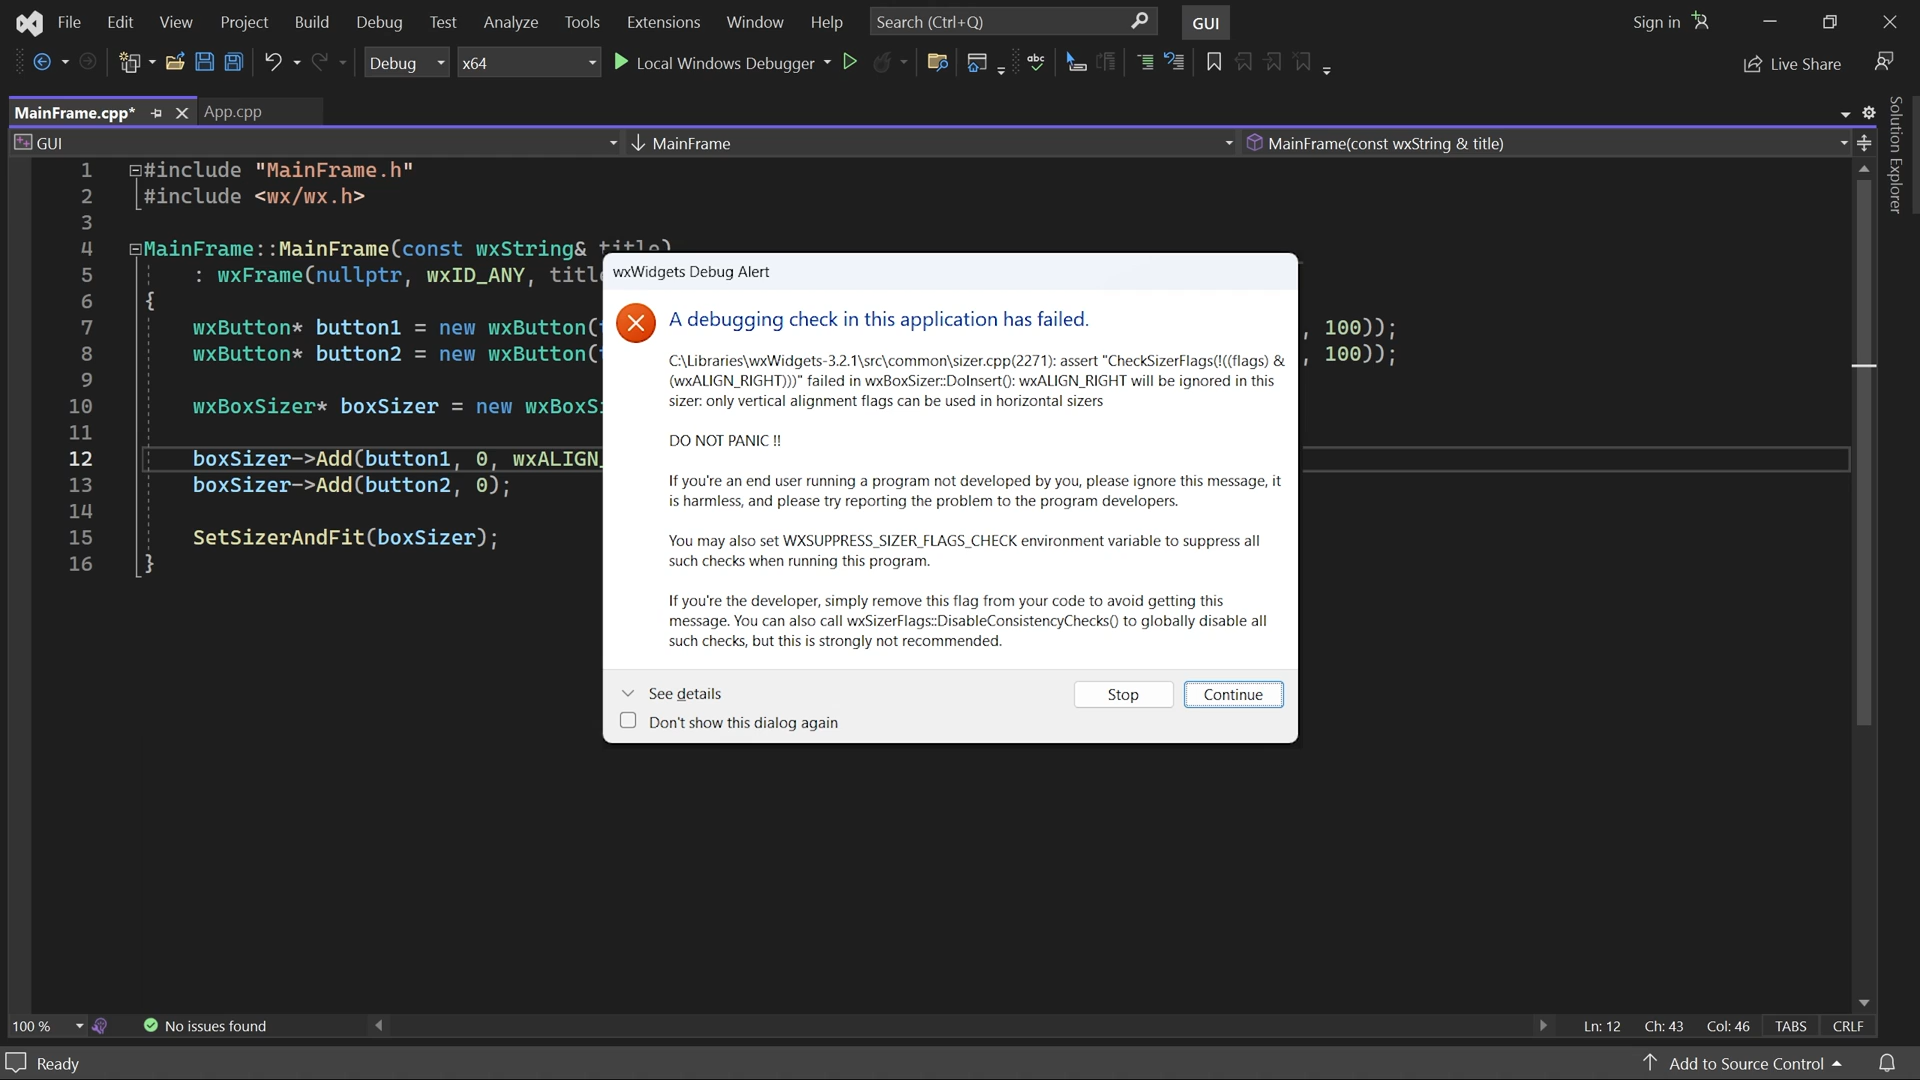 File Edit View Project Build Debug Test Analyze Tools Extensions Window Help Search (Ctrl+Q) GUI Sign in
Debug x64 Local Windows Debugger abc Live Share
MainFrame.cpp* App.cpp
GUI MainFrame MainFrame(const wxString & title)
Solution Explorer
1 #include "MainFrame.h"
2 #include <wx/wx.h>
3
4 MainFrame::MainFrame(const wxString& title)
5 : wxFrame(nullptr, wxID_ANY, title
6 {
7 wxButton* button1 = new wxButton( , 100));
8 wxButton* button2 = new wxButton( , 100));
9
10 wxBoxSizer* boxSizer = new wxBoxS
11
12 boxSizer->Add(button1, 0, wxALIGN_
13 boxSizer->Add(button2, 0);
14
15 SetSizerAndFit(boxSizer);
16 }
wxWidgets Debug Alert
A debugging check in this application has failed.
C:\Libraries\wxWidgets-3.2.1\src\common\sizer.cpp(2271): assert "CheckSizerFlags(!((flags) &
(wxALIGN_RIGHT)))" failed in wxBoxSizer::DoInsert(): wxALIGN_RIGHT will be ignored in this
sizer: only vertical alignment flags can be used in horizontal sizers
DO NOT PANIC !!
If you're an end user running a program not developed by you, please ignore this message, it
is harmless, and please try reporting the problem to the program developers.
You may also set WXSUPPRESS_SIZER_FLAGS_CHECK environment variable to suppress all
such checks when running this program.
If you're the developer, simply remove this flag from your code to avoid getting this
message. You can also call wxSizerFlags::DisableConsistencyChecks() to globally disable all
such checks, but this is strongly not recommended.
See details Stop Continue
Don't show this dialog again
100 % No issues found Ln: 12 Ch: 43 Col: 46 TABS CRLF
Ready Add to Source Control